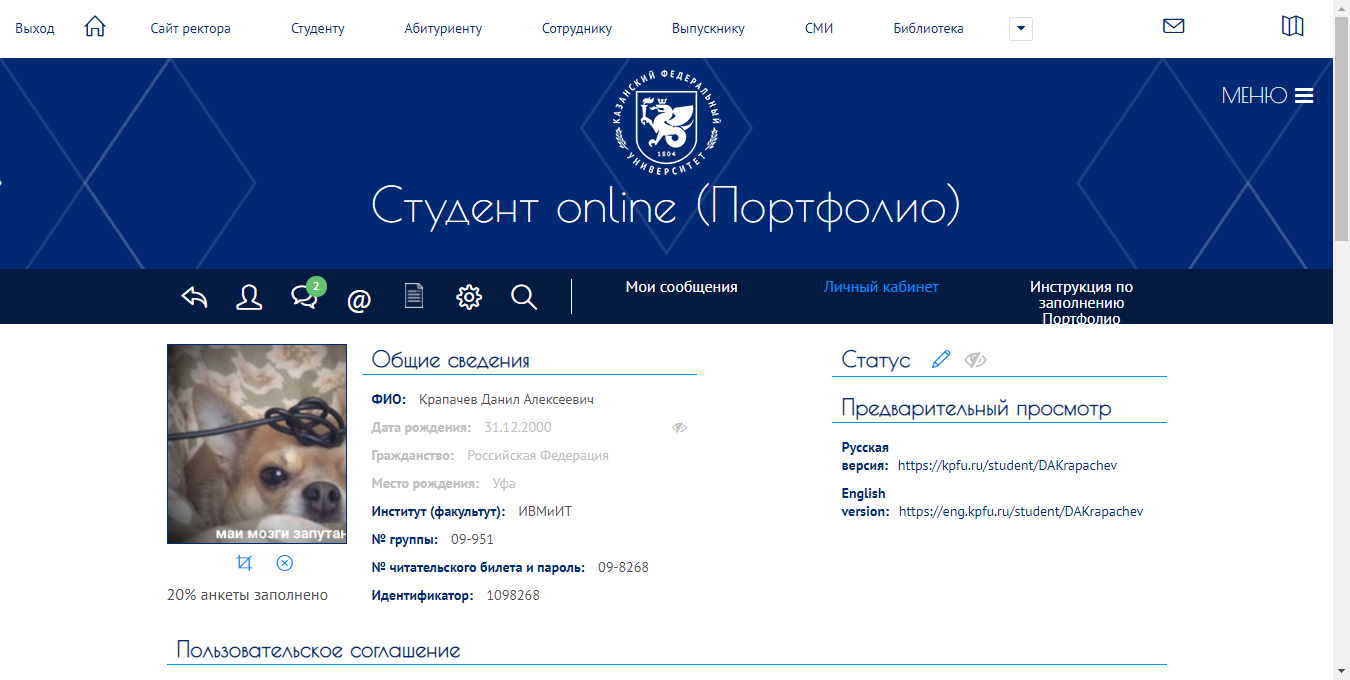 Выход
Сайт ректора
Студенту
Абитуриенту
Сотруднику
Выпускнику
СМИ
Библиотека
МЕНЮ
КАЗАНСКИЙ ФЕДЕРАЛЬНЫЙ
УНИВЕРСИТЕТ
1804
Студент online (Портфолио)
2
@
Мои сообщения
Личный кабинет
Инструкция по
заполнению
Портфолио
маи мозги запутан
20% анкеты заполнено
Общие сведения
ФИО: Крапачев Данил Алексеевич
Дата рождения: 31.12.2000
Гражданство: Российская Федерация
Место рождения: Уфа
Институт (факультут): ИВМиИТ
№ группы: 09-951
№ читательского билета и пароль: 09-8268
Идентификатор: 1098268
Статус
Предварительный просмотр
Русская
версия: https://kpfu.ru/student/DAKrapachev
English
version: https://eng.kpfu.ru/student/DAKrapachev
Пользовательское соглашение